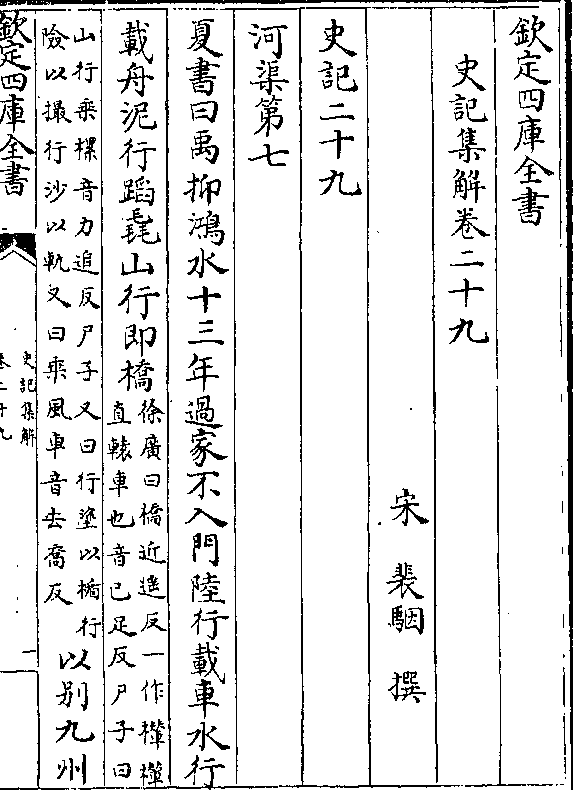 欽定四庫全書
史記集解卷二十九
宋 裴駰 撰
史記二十九
河渠第七
夏書曰禹抑鴻水十三年過家不入門陸行載車水行
載舟泥行蹈毳山行即橋
徐廣曰橋近遥反一作檋檋
直轅車也音已足反尸子曰
山行乘樏音力追反尸子又曰行塗以楯行
險以撮行沙以軌又曰乘風車音去喬反
以别九州
欽定四庫全書
史記集解
卷二十九
一